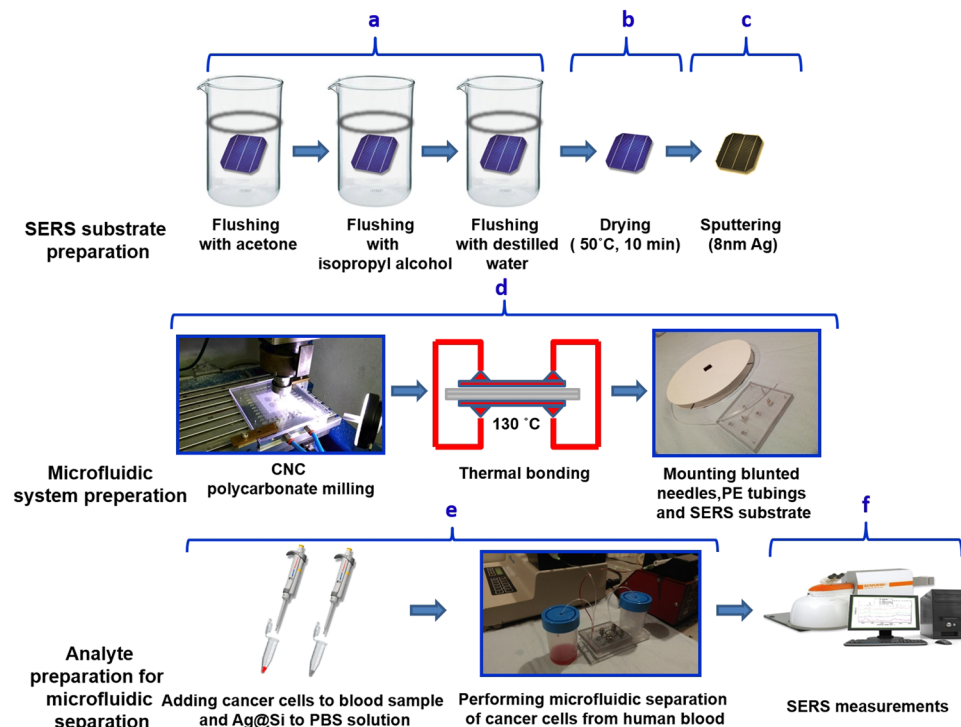 a
b
c
SERS substrate
preparation
Flushing
with acetone
Flushing
with
isopropyl alcohol
Flushing
with destilled
water
Drying
( 50˚C, 10 min)
Sputtering
(8nm Ag)
d
Microfluidic
system preperation
CNC
polycarbonate milling
130 ˚C
Thermal bonding
Mounting blunted
needles,PE tubings
and SERS substrate
e
f
Analyte
preparation for
microfluidic
separation
Adding cancer cells to blood sample
and Ag@Si to PBS solution
Performing microfluidic separation
of cancer cells from human blood
SERS measurements